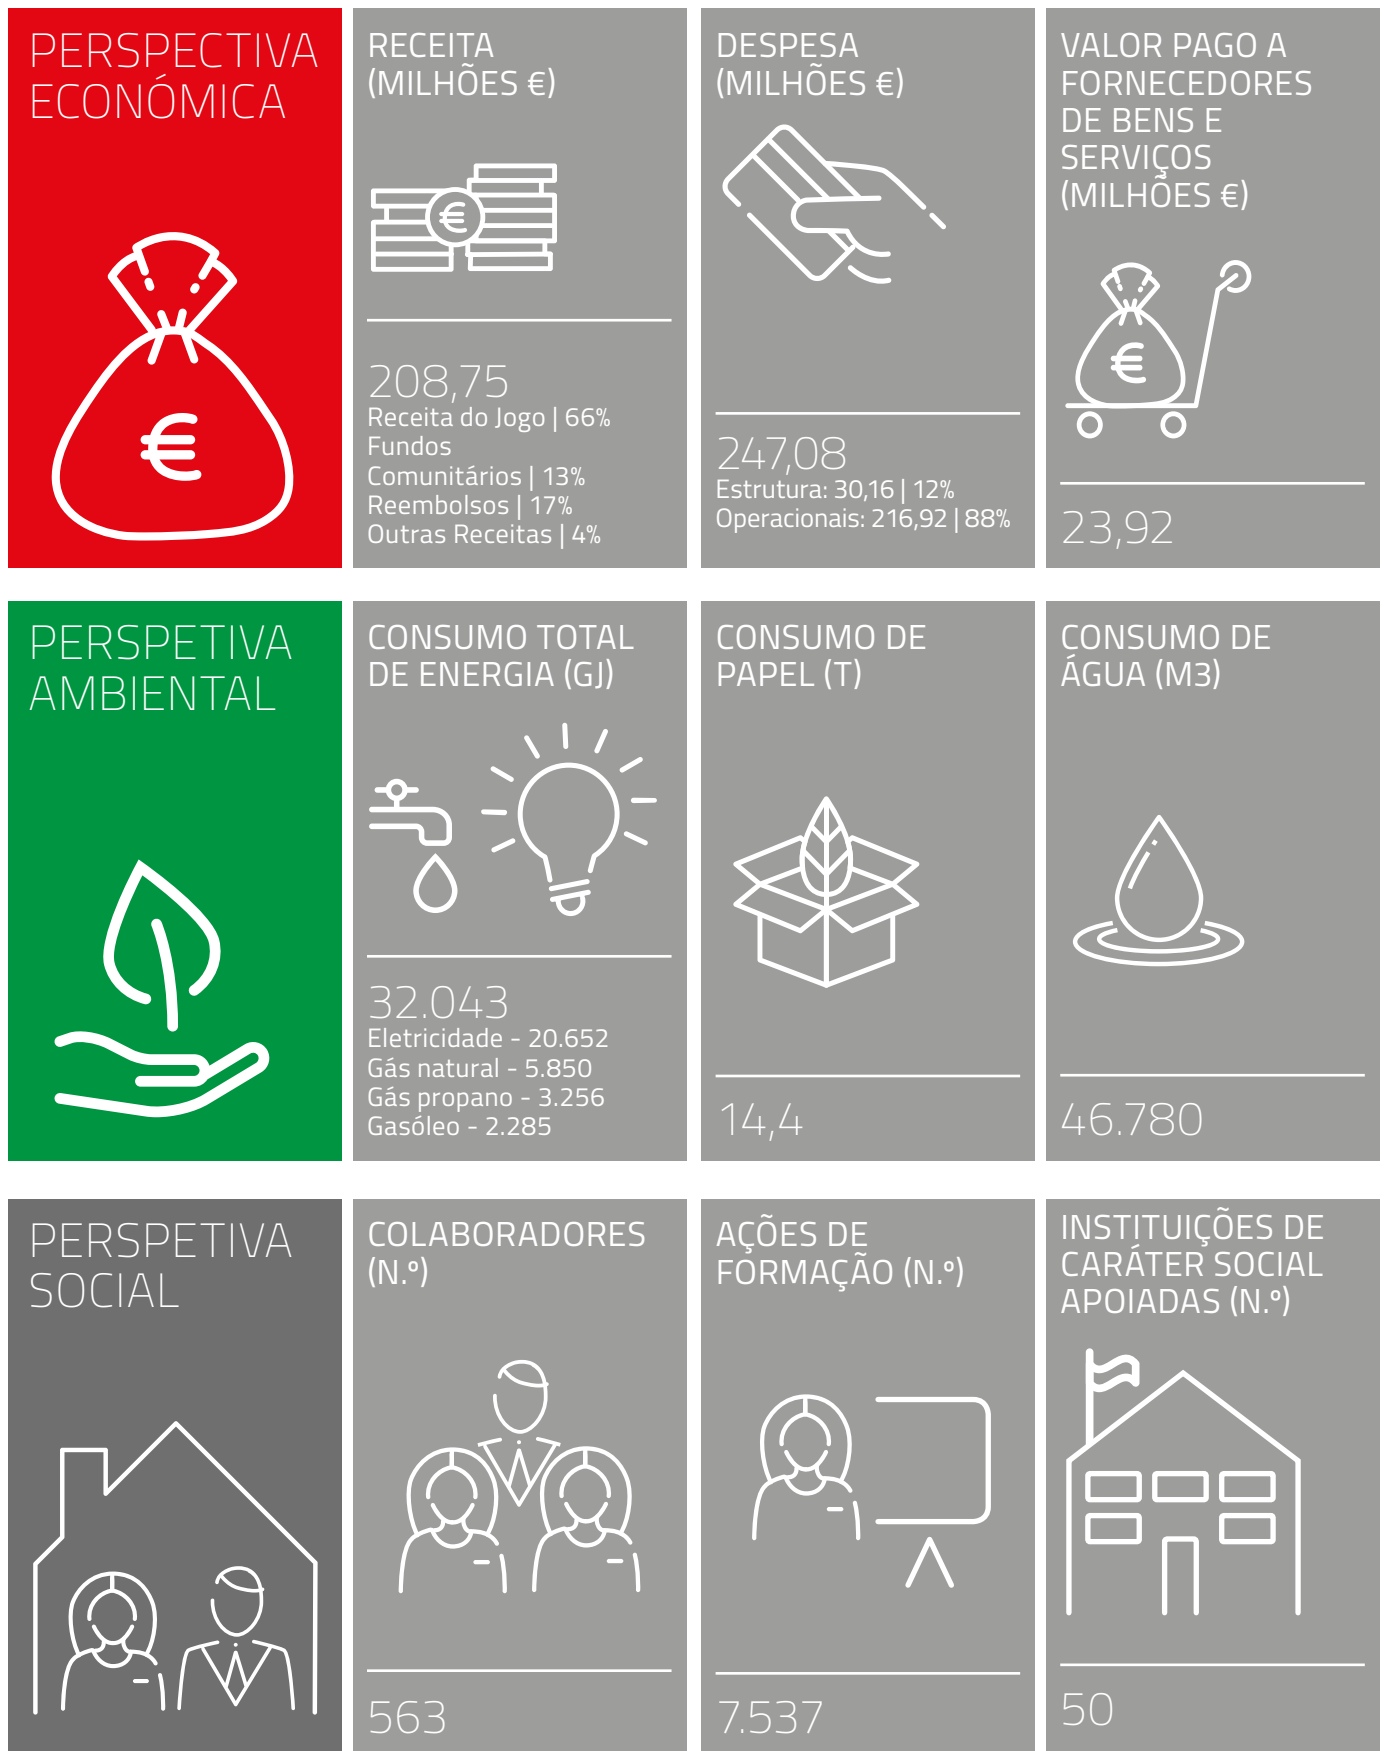 PERSPECTIVA
ECONÓMICA
RECEITA
(MILHÕES €)
€
208,75
Receita do Jogo | 66%
Fundos
Comunitários | 13%
Reembolsos | 17%
Outras Receitas | 4%
DESPESA
(MILHÕES €)
247,08
Estrutura: 30,16 | 12%
Operacionais: 216,92 | 88%
VALOR PAGO A
FORNECEDORES
DE BENS E
SERVIÇOS
(MILHÕES €)
€
23,92
€
PERSPETIVA
AMBIENTAL
CONSUMO TOTAL
DE ENERGIA (GJ)
32.043
Eletricidade - 20.652
Gás natural - 5.850
Gás propano - 3.256
Gasóleo - 2.285
CONSUMO DE
PAPEL (T)
14,4
CONSUMO DE
ÁGUA (M3)
46.780
PERSPETIVA
SOCIAL
COLABORADORES
(N.º)
563
AÇÕES DE
FORMAÇÃO (N.º)
7.537
INSTITUIÇÕES DE
CARÁTER SOCIAL
APOIADAS (N.º)
50